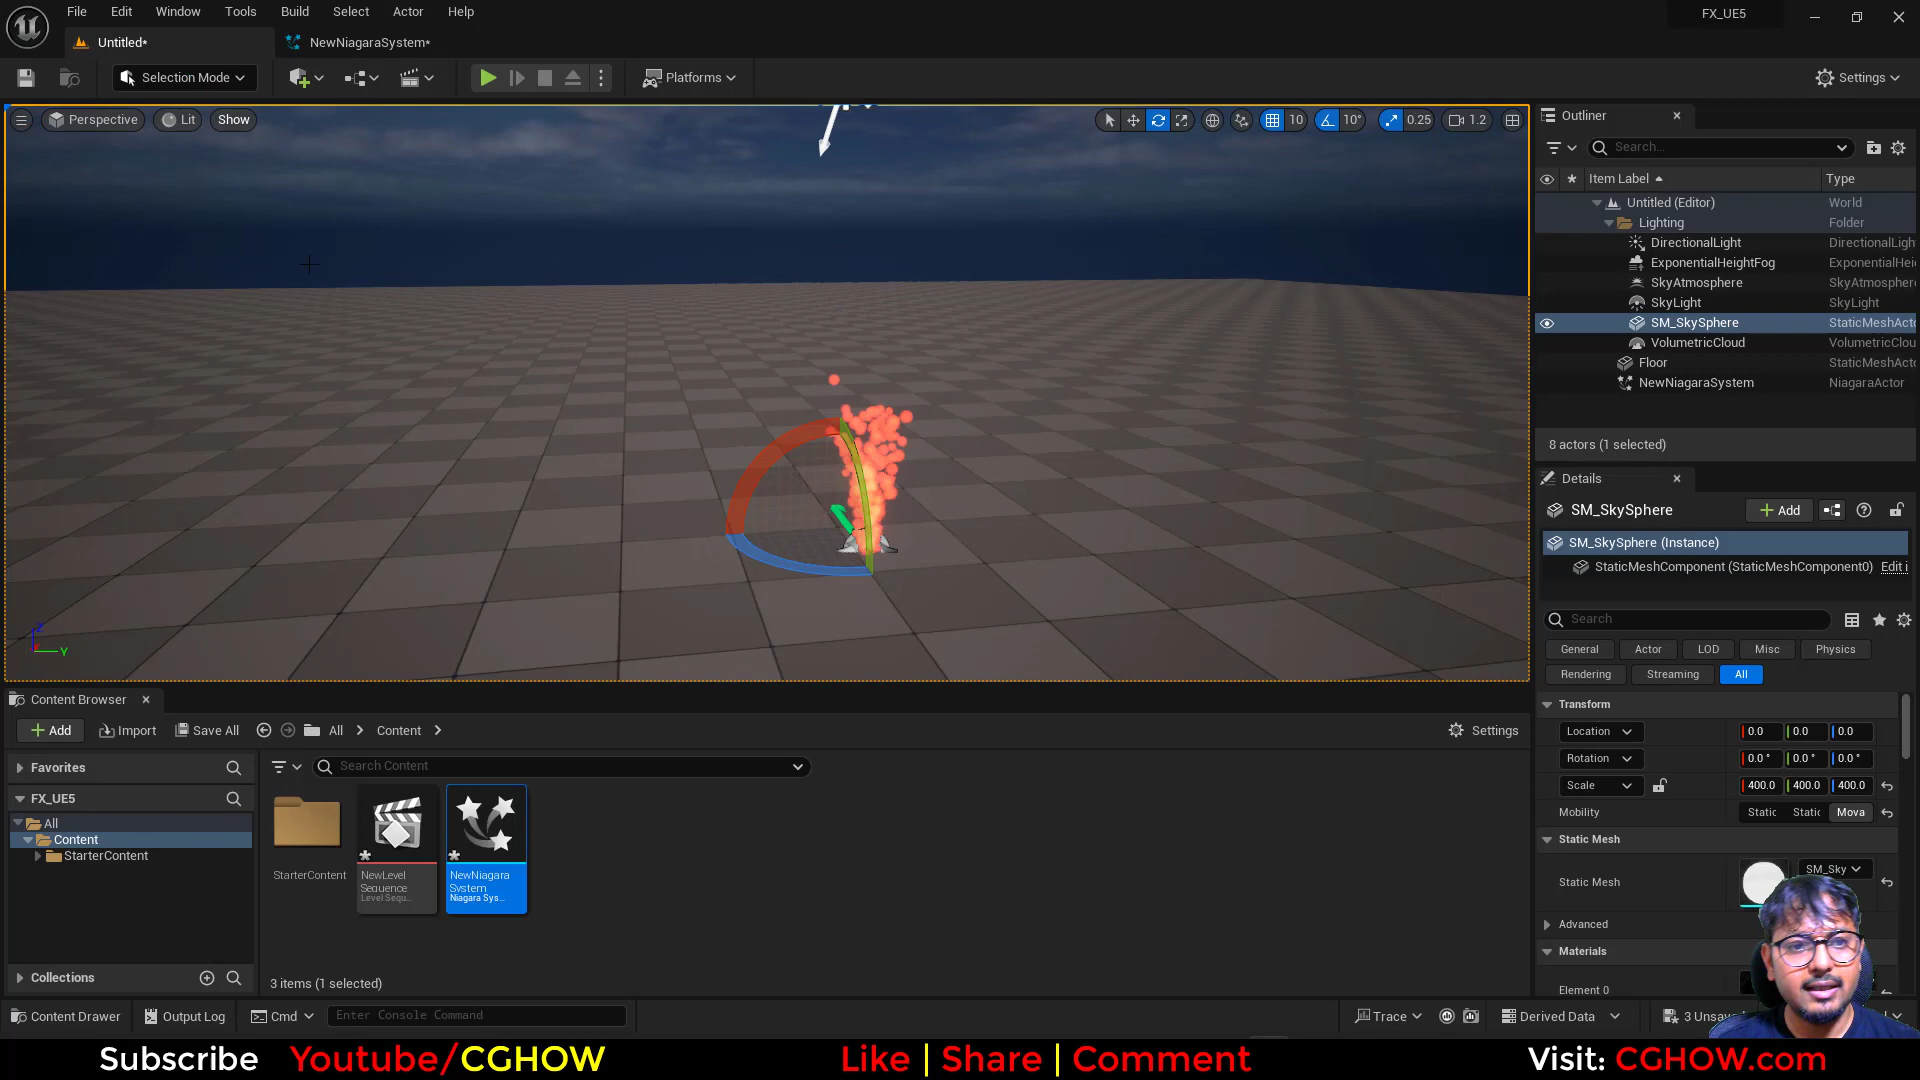 File Edit Window Tools Build Select Actor Help
FX_UE5
Untitled*
NewNiagaraSystem*
Selection Mode
Platforms
Settings
Perspective
Lit
Show
10
10°
0.25
1.2
Outliner
Search...
Item Label
Type
Untitled (Editor) World
Lighting Folder
DirectionalLight DirectionalLigh
ExponentialHeightFog ExponentialHei
SkyAtmosphere SkyAtmosphere
SkyLight SkyLight
SM_SkySphere StaticMeshActo
VolumetricCloud VolumetricClou
Floor StaticMeshActo
NewNiagaraSystem NiagaraActor
8 actors (1 selected)
Details
SM_SkySphere
Add
SM_SkySphere (Instance)
StaticMeshComponent (StaticMeshComponent0) Edit i
Search
General Actor LOD Misc Physics
Rendering Streaming All
Transform
Location 0.0 0.0 0.0
Rotation 0.0 ° 0.0 ° 0.0 °
Scale 400.0 400.0 400.0
Mobility Static Static Mova
Static Mesh
Static Mesh SM_Sky
Advanced
Materials
Element 0
Z
Y
Content Browser
Add Import Save All All Content Settings
Favorites
Search Content
FX_UE5
All
Content
StarterContent
Collections
StarterContent
NewLevel
Sequence
Level Sequ...
NewNiagara
System
Niagara Sys...
3 items (1 selected)
Content Drawer Output Log Cmd Enter Console Command Trace Derived Data 3 Unsav
Subscribe Youtube/CGHOW Like | Share | Comment Visit: CGHOW.com